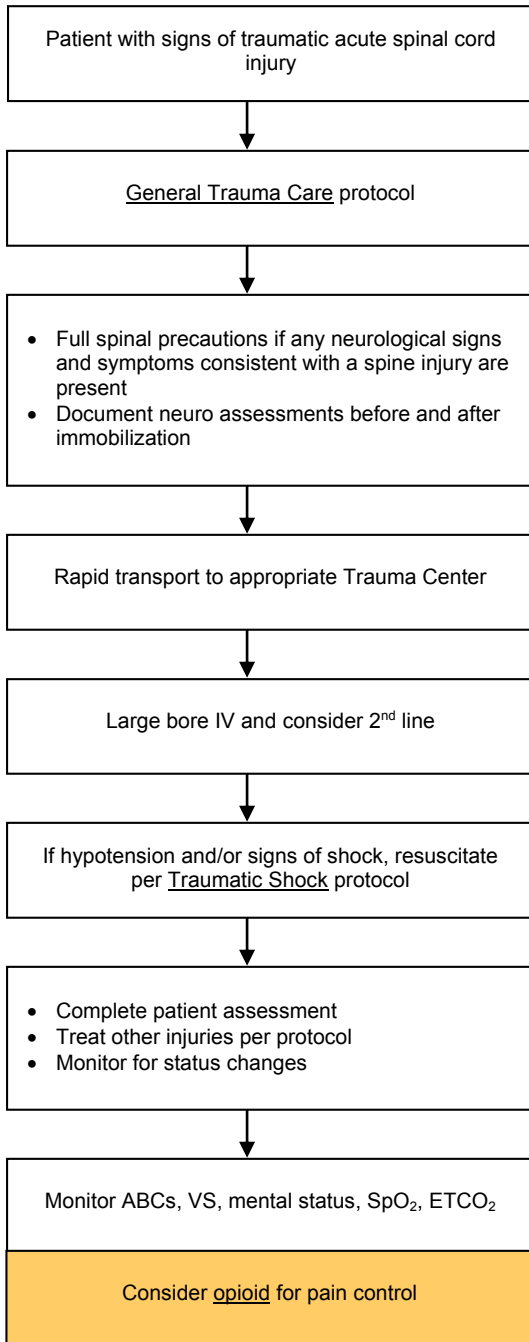 Patient with signs of traumatic acute spinal cord
injury
General Trauma Care protocol
• Full spinal precautions if any neurological signs
and symptoms consistent with a spine injury are
present
• Document neuro assessments before and after
immobilization
Rapid transport to appropriate Trauma Center
Large bore IV and consider 2nd line
If hypotension and/or signs of shock, resuscitate
per Traumatic Shock protocol
• Complete patient assessment
• Treat other injuries per protocol
• Monitor for status changes
Monitor ABCs, VS, mental status, SpO₂, ETCO₂
Consider opioid for pain control